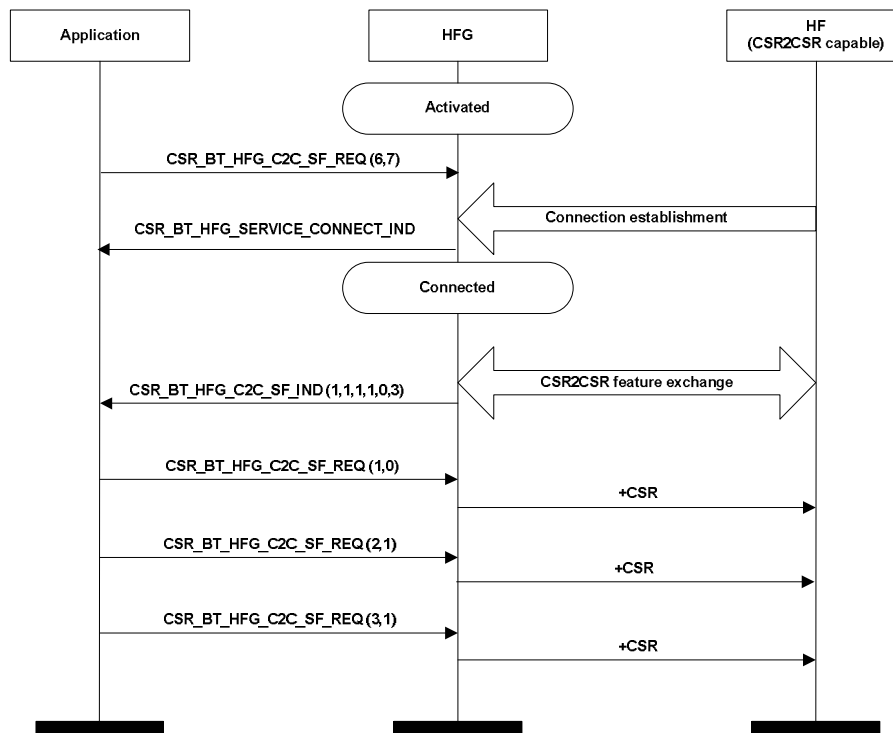 Application
HFG
HF
(CSR2CSR capable)
Activated
CSR_BT_HFG_C2C_SF_REQ (6,7)
Connection establishment
CSR_BT_HFG_SERVICE_CONNECT_IND
Connected
CSR2CSR feature exchange
CSR_BT_HFG_C2C_SF_IND (1,1,1,1,0,3)
CSR_BT_HFG_C2C_SF_REQ (1,0)
+CSR
CSR_BT_HFG_C2C_SF_REQ (2,1)
+CSR
CSR_BT_HFG_C2C_SF_REQ (3,1)
+CSR